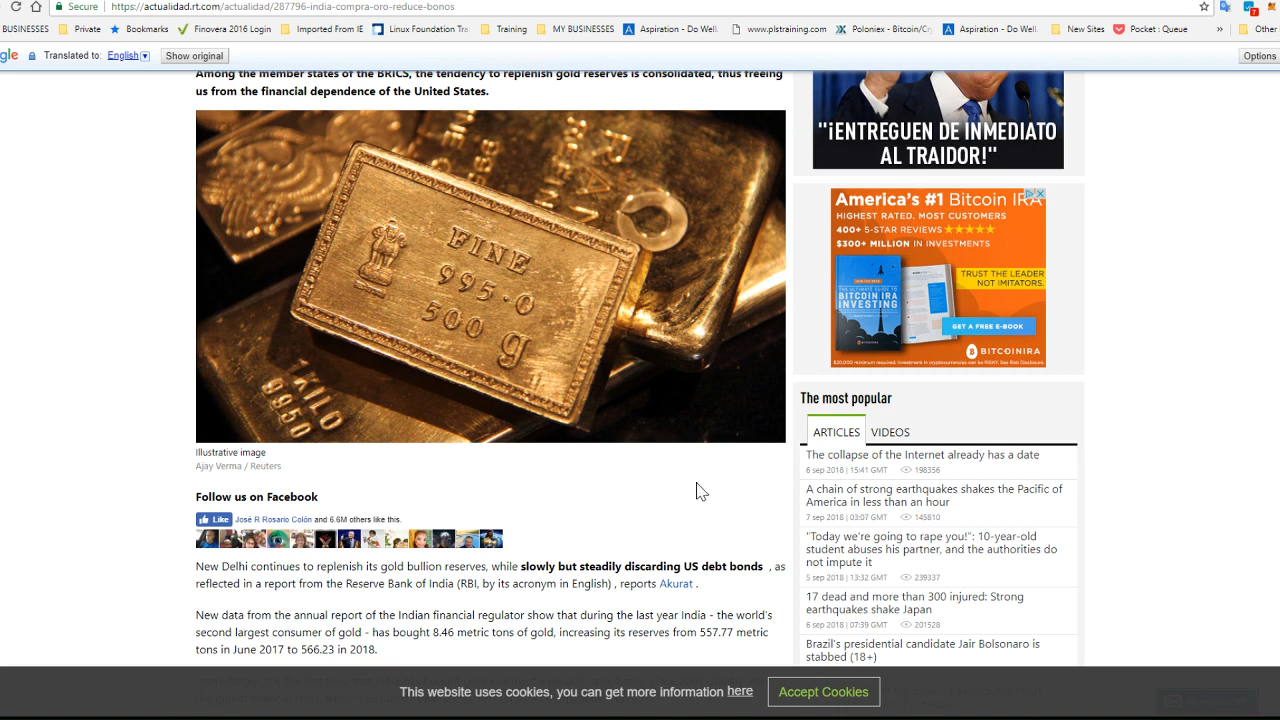 Secure
https://actualidad.rt.com/actualidad/287796-india-compra-oro-reduce-bonos
7
BUSINESSES Private Bookmarks Finovera 2016 Login Imported From IE Linux Foundation Tra Training MY BUSINESSES Aspiration - Do Well. www.plstraining.com Poloniex - Bitcoin/Cry Aspiration - Do Well. New Sites Pocket : Queue » Other
gle Translated to: English Show original Options
Among the member states of the BRICS, the tendency to replenish gold reserves is consolidated, thus freeing
us from the financial dependence of the United States.
FINE
995.0
500
g
KILO
9950
Illustrative image
Ajay Verma / Reuters
Follow us on Facebook
Like José R Rosario Colón and 6.6M others like this.
New Delhi continues to replenish its gold bullion reserves, while slowly but steadily discarding US debt bonds , as
reflected in a report from the Reserve Bank of India (RBI, by its acronym in English) , reports Akurat .
New data from the annual report of the Indian financial regulator show that during the last year India - the world's
second largest consumer of gold - has bought 8.46 metric tons of gold, increasing its reserves from 557.77 metric
tons in June 2017 to 566.23 in 2018.
"¡ENTREGUEN DE INMEDIATO
AL TRAIDOR!"
America's #1 Bitcoin IRA
HIGHEST RATED. MOST CUSTOMERS
400+ 5-STAR REVIEWS ★★★★★
$300+ MILLION IN INVESTMENTS
TRUST THE LEADER
NOT IMITATORS.
THE ULTIMATE GUIDE TO
BITCOIN IRA
INVESTING
GET A FREE E-BOOK
BITCOINIRA
The most popular
ARTICLES VIDEOS
The collapse of the Internet already has a date
6 sep 2018 | 15:41 GMT 198356
A chain of strong earthquakes shakes the Pacific of
America in less than an hour
7 sep 2018 | 03:07 GMT 145810
"Today we're going to rape you!": 10-year-old
student abuses his partner, and the authorities do
not impute it
5 sep 2018 | 13:32 GMT 239337
17 dead and more than 300 injured: Strong
earthquakes shake Japan
6 sep 2018 | 07:39 GMT 201528
Brazil's presidential candidate Jair Bolsonaro is
stabbed (18+)
This website uses cookies, you can get more information here Accept Cookies